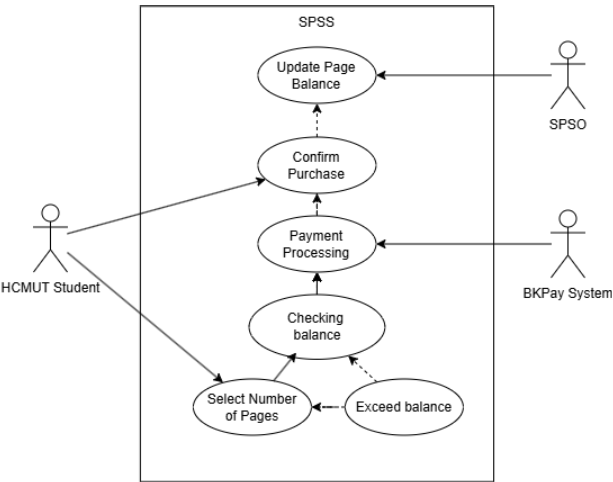 SPSS
Update Page
Balance
SPSO
Confirm
Purchase
Payment
Processing
HCMUT Student
BKPay System
Checking
balance
Select Number
of Pages
Exceed balance